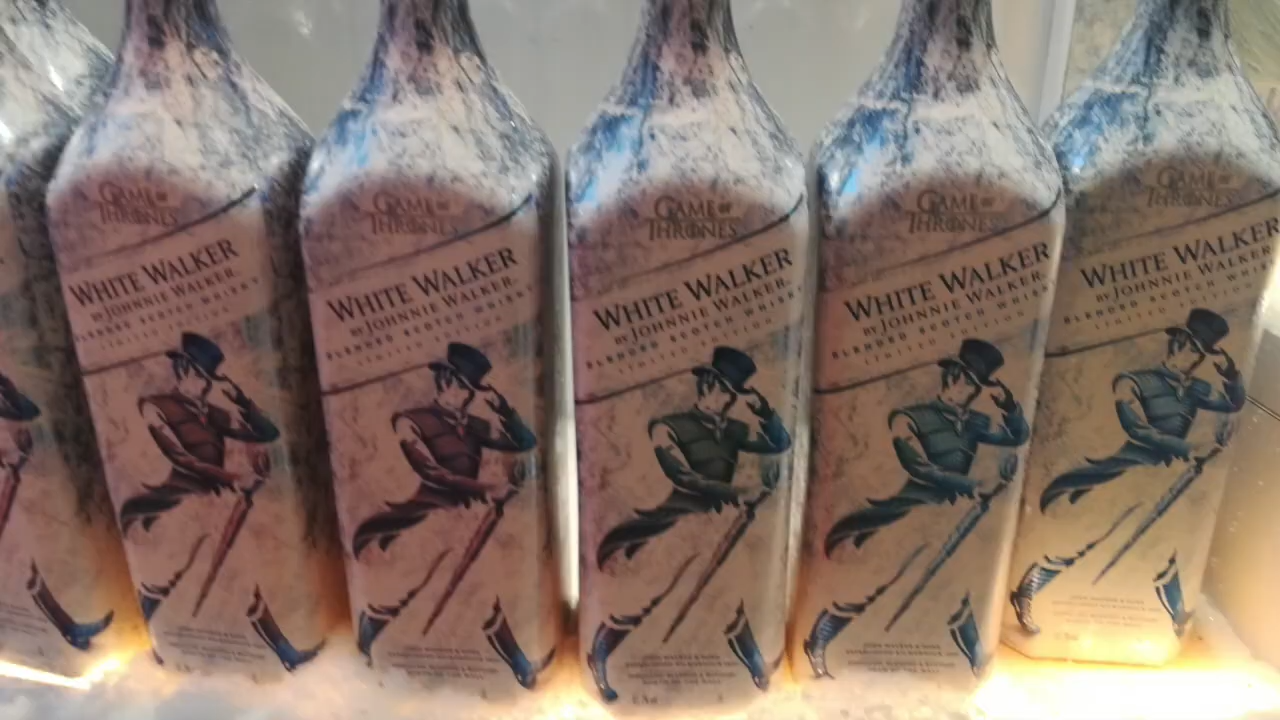 GAME OF
THRONES
WHITE WALKER
BY JOHNNIE WALKER
BLENDED SCOTCH WHISKY
LIMITED EDITION
GAME OF
THRONES
WHITE WALKER
BY JOHNNIE WALKER
BLENDED SCOTCH WHISKY
LIMITED EDITION
GAME OF
THRONES
WHITE WALKER
BY JOHNNIE WALKER
BLENDED SCOTCH WHISKY
LIMITED EDITION
GAME OF
THRONES
WHITE WALKER
BY JOHNNIE WALKER
BLENDED SCOTCH WHISKY
LIMITED EDITION
GAME OF
THRONES
WHITE WALKER
BY JOHNNIE WALKER
BLENDED SCOTCH WHISKY
LIMITED EDITION